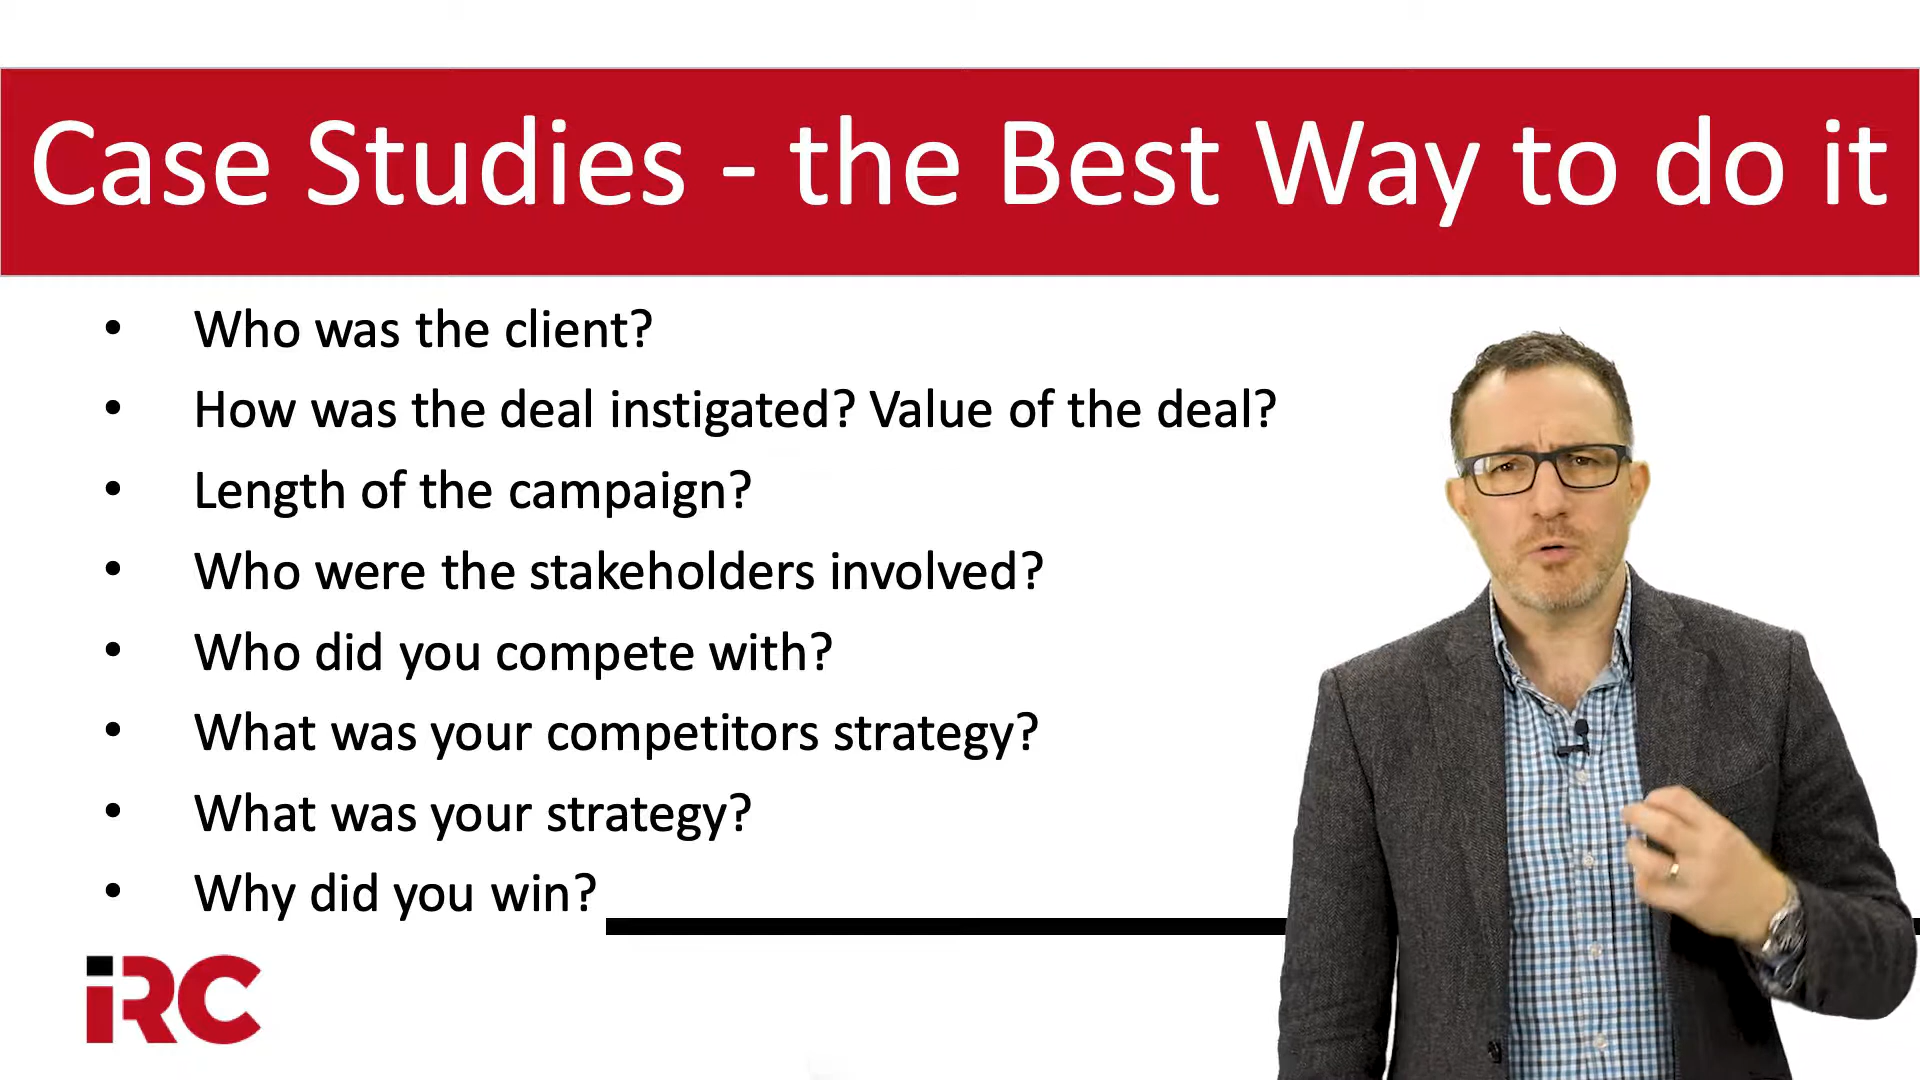 Case Studies - the Best Way to do it
• Who was the client?
• How was the deal instigated? Value of the deal?
• Length of the campaign?
• Who were the stakeholders involved?
• Who did you compete with?
• What was your competitors strategy?
• What was your strategy?
• Why did you win?
iRC